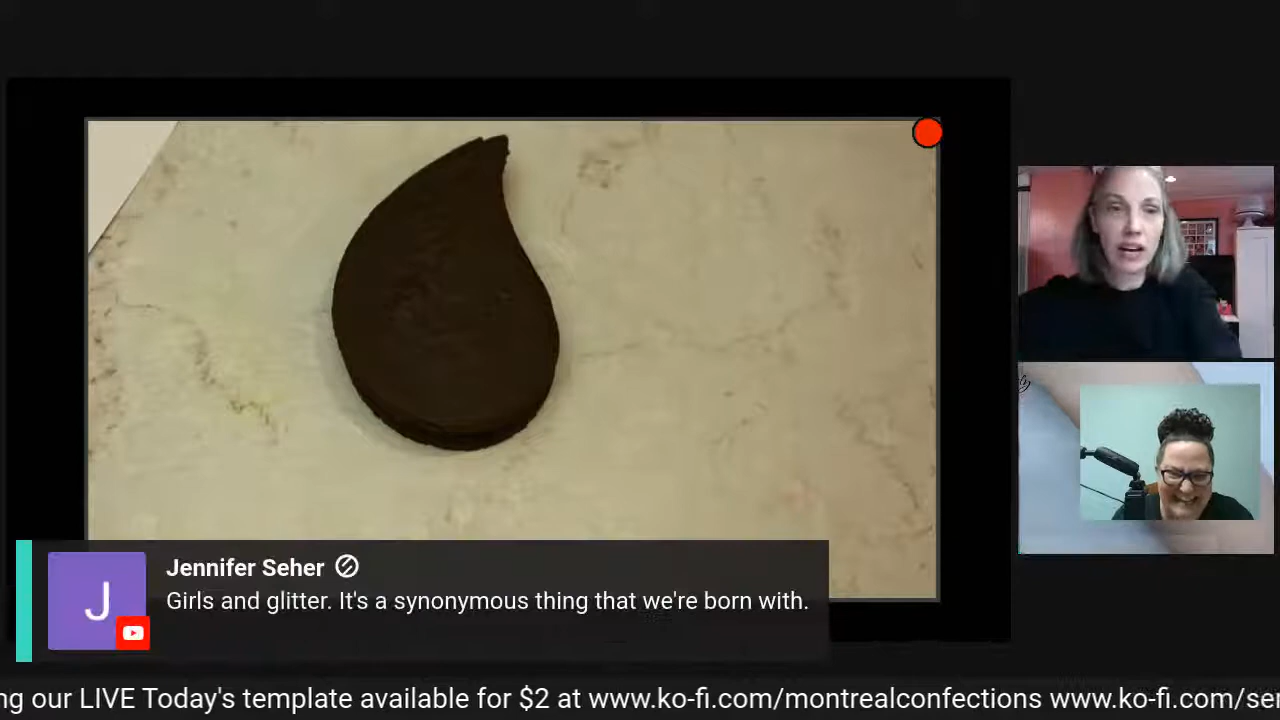 Jennifer Seher
Girls and glitter. It's a synonymous thing that we're born with.
J
ng our LIVE Today's template available for $2 at www.ko-fi.com/montrealconfections www.ko-fi.com/ser